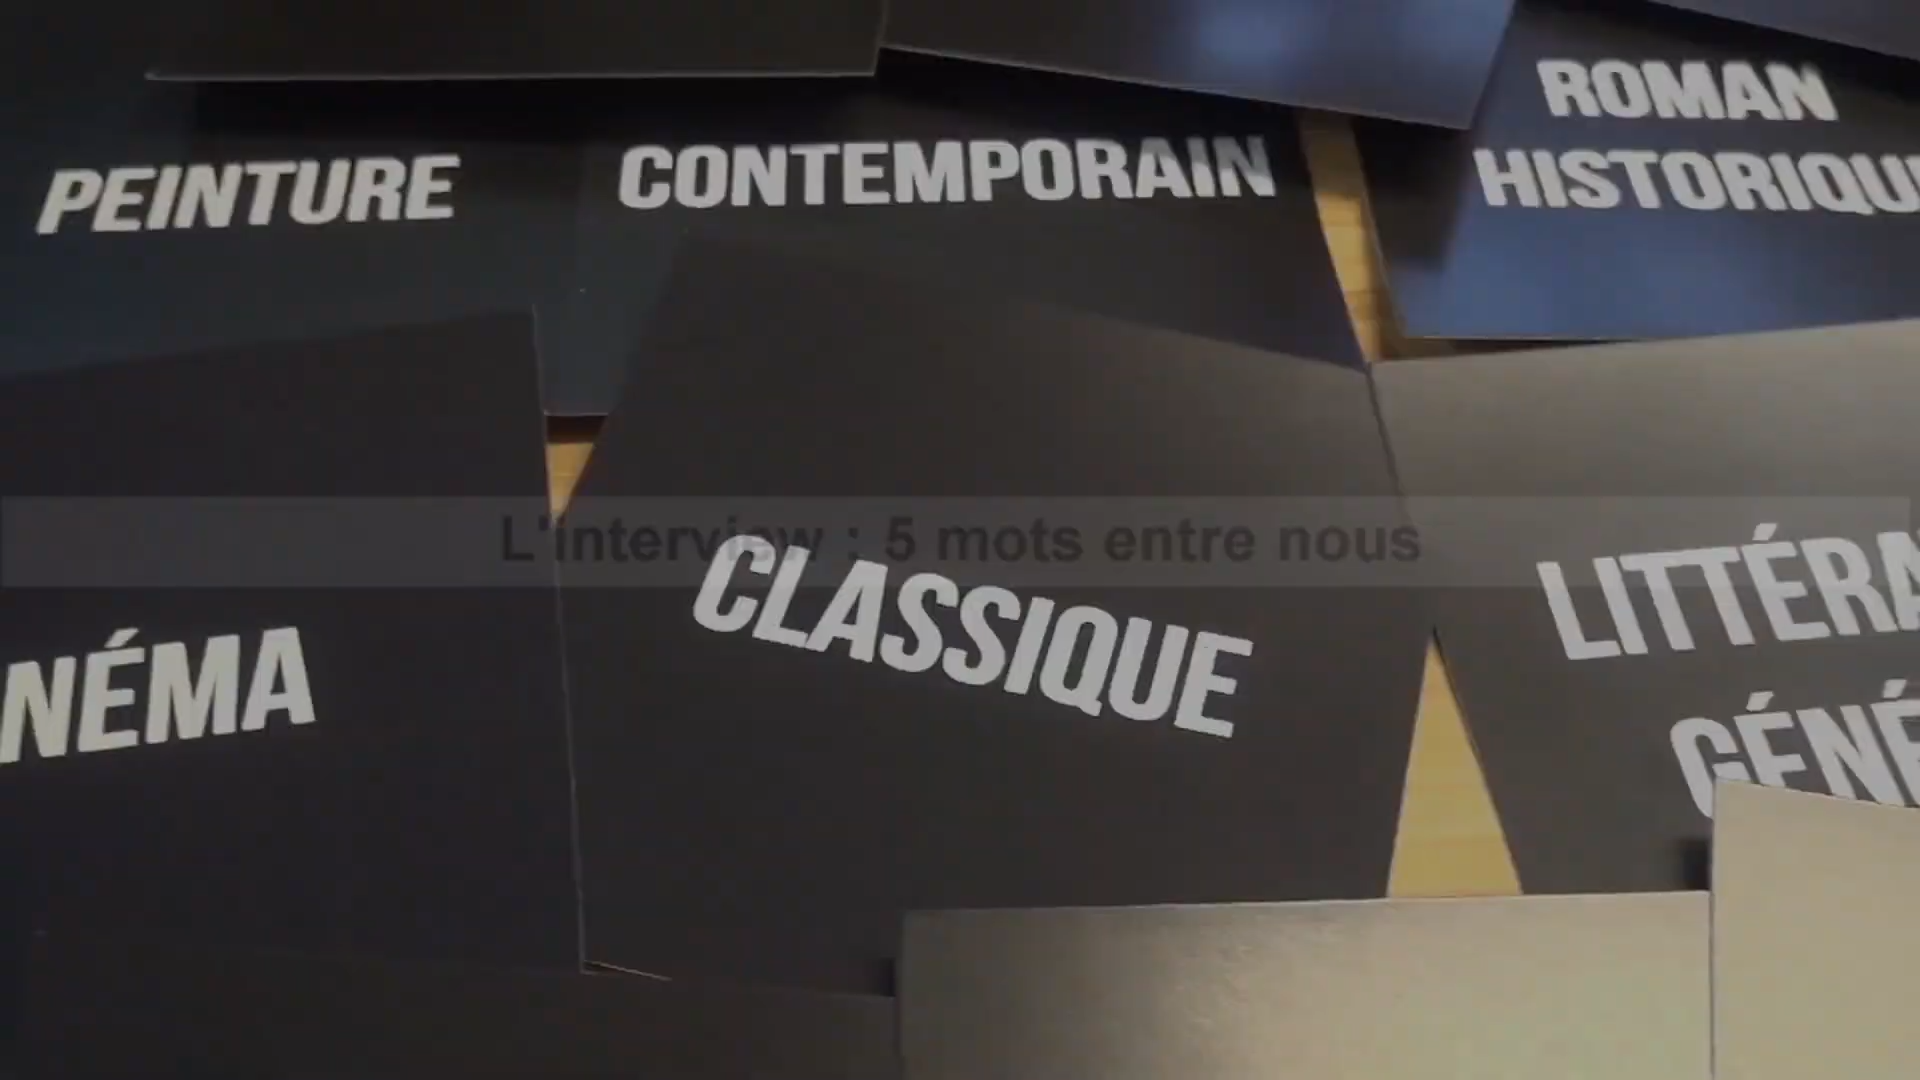 ROMAN
HISTORIQU
PEINTURE
CONTEMPORAIN
L'interview : 5 mots entre nous
CLASSIQUE
LITTÉRA
GÉNÉ
NÉMA